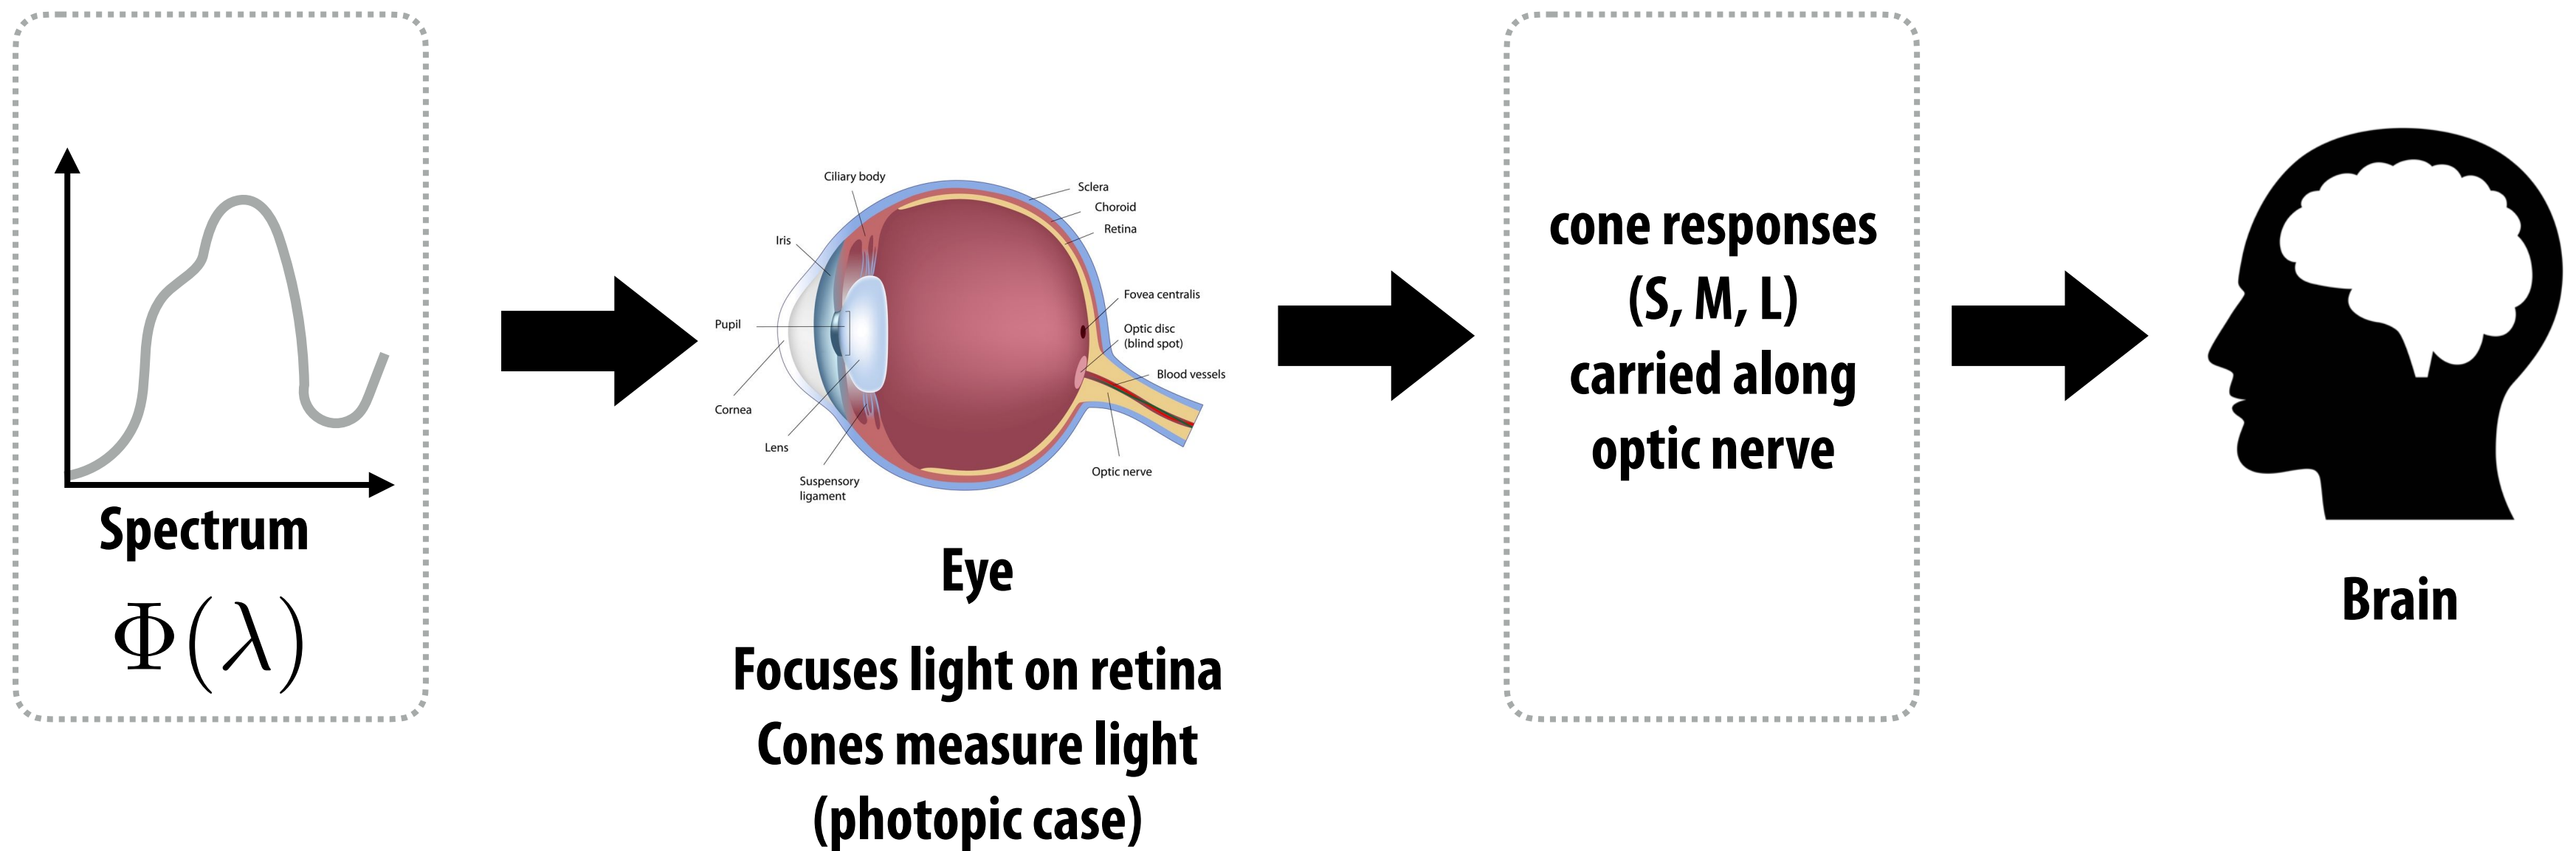 Spectrum
Φ(λ)
Ciliary body
Iris
Pupil
Cornea
Lens
Suspensory
ligament
Sclera
Choroid
Retina
Fovea centralis
Optic disc
(blind spot)
Blood vessels
Optic nerve
Eye
Focuses light on retina
Cones measure light
(photopic case)
cone responses
(S, M, L)
carried along
optic nerve
Brain